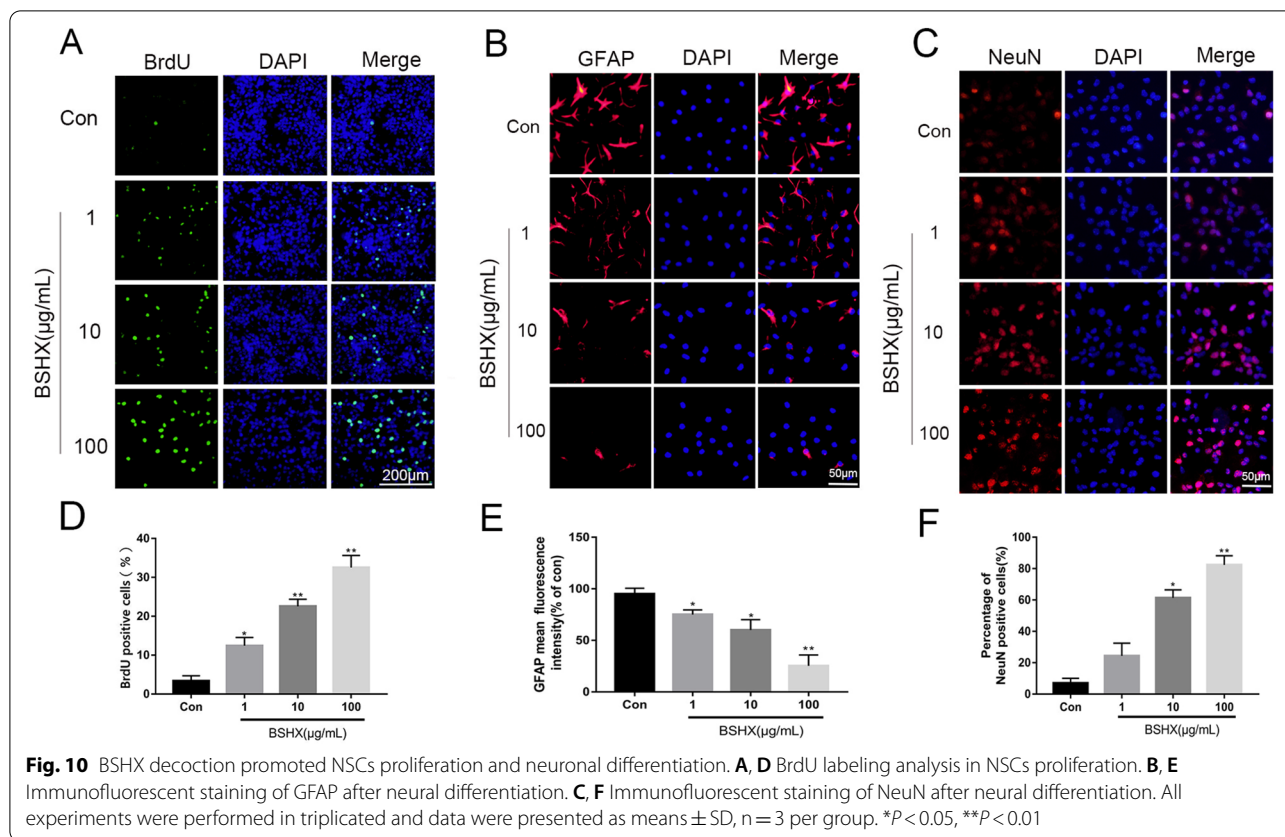 A
BrdU DAPI Merge
Con
1
10
100
BSHX(µg/mL)
200µm
B
GFAP DAPI Merge
Con
1
10
100
BSHX(µg/mL)
50µm
C
NeuN DAPI Merge
Con
1
10
100
BSHX(µg/mL)
50µm
D
BrdU positive cells ( % )
40
30
20
10
0
*
**
**
Con 1 10 100
BSHX(µg/mL)
E
GFAP mean fluorescence
intensity(% of con)
150
100
50
0
*
*
**
Con 1 10 100
BSHX(µg/mL)
F
Percentage of
NeuN positive cells(%)
100
80
60
40
20
0
*
**
Con 1 10 100
BSHX(µg/mL)
Fig. 10 BSHX decoction promoted NSCs proliferation and neuronal differentiation. A, D BrdU labeling analysis in NSCs proliferation. B, E
Immunofluorescent staining of GFAP after neural differentiation. C, F Immunofluorescent staining of NeuN after neural differentiation. All
experiments were performed in triplicated and data were presented as means ± SD, n = 3 per group. *P < 0.05, **P < 0.01